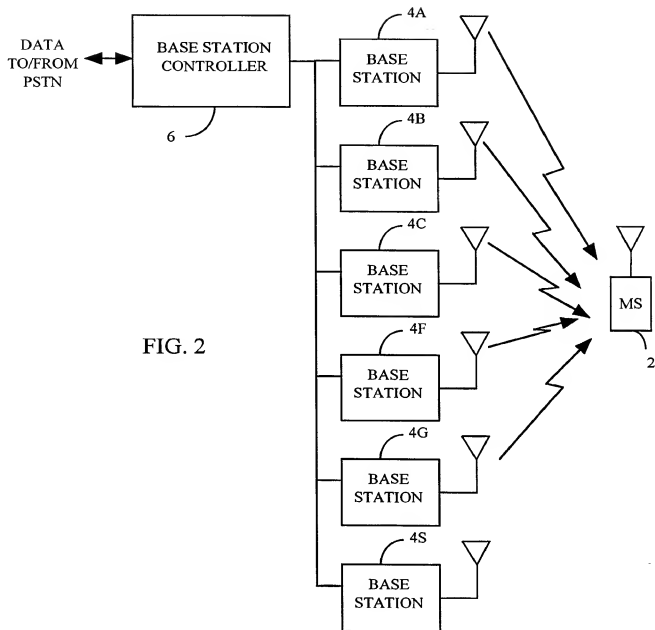 DATA
TO/FROM
PSTN
BASE STATION
CONTROLLER
6
4A
BASE
STATION
4B
BASE
STATION
4C
BASE
STATION
4F
BASE
STATION
4G
BASE
STATION
4S
BASE
STATION
MS
2
FIG. 2